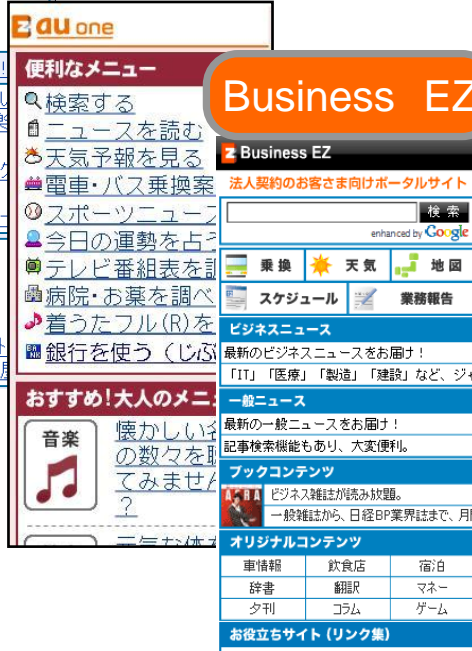 au one
便利なメニュー
検索する
ニュースを読む
天気予報を見る
電車・バス乗換案
スポーツニュース
今日の運勢を占
テレビ番組表を
病院・お薬を調べ
着うたフル(R)を
銀行を使う（じぶ
おすすめ!大人のメニ
音楽
懐かしい
の数々を
てみません
?
Business EZ
Business EZ
法人契約のお客さま向けポータルサイト
検索
enhanced by Google
乗換 天気 地図
スケジュール 業務報告
ビジネスニュース
最新のビジネスニュースをお届け！
「IT」「医療」「製造」「建設」など、ジャ
一般ニュース
最新の一般ニュースをお届け！
記事検索機能もあり、大変便利。
ブックコンテンツ
ビジネス雑誌が読み放題。
一般雑誌から、日経BP業界誌まで、月
オリジナルコンテンツ
車情報 飲食店 宿泊
辞書 翻訳 マネー
夕刊 コラム ゲーム
お役立ちサイト（リンク集）